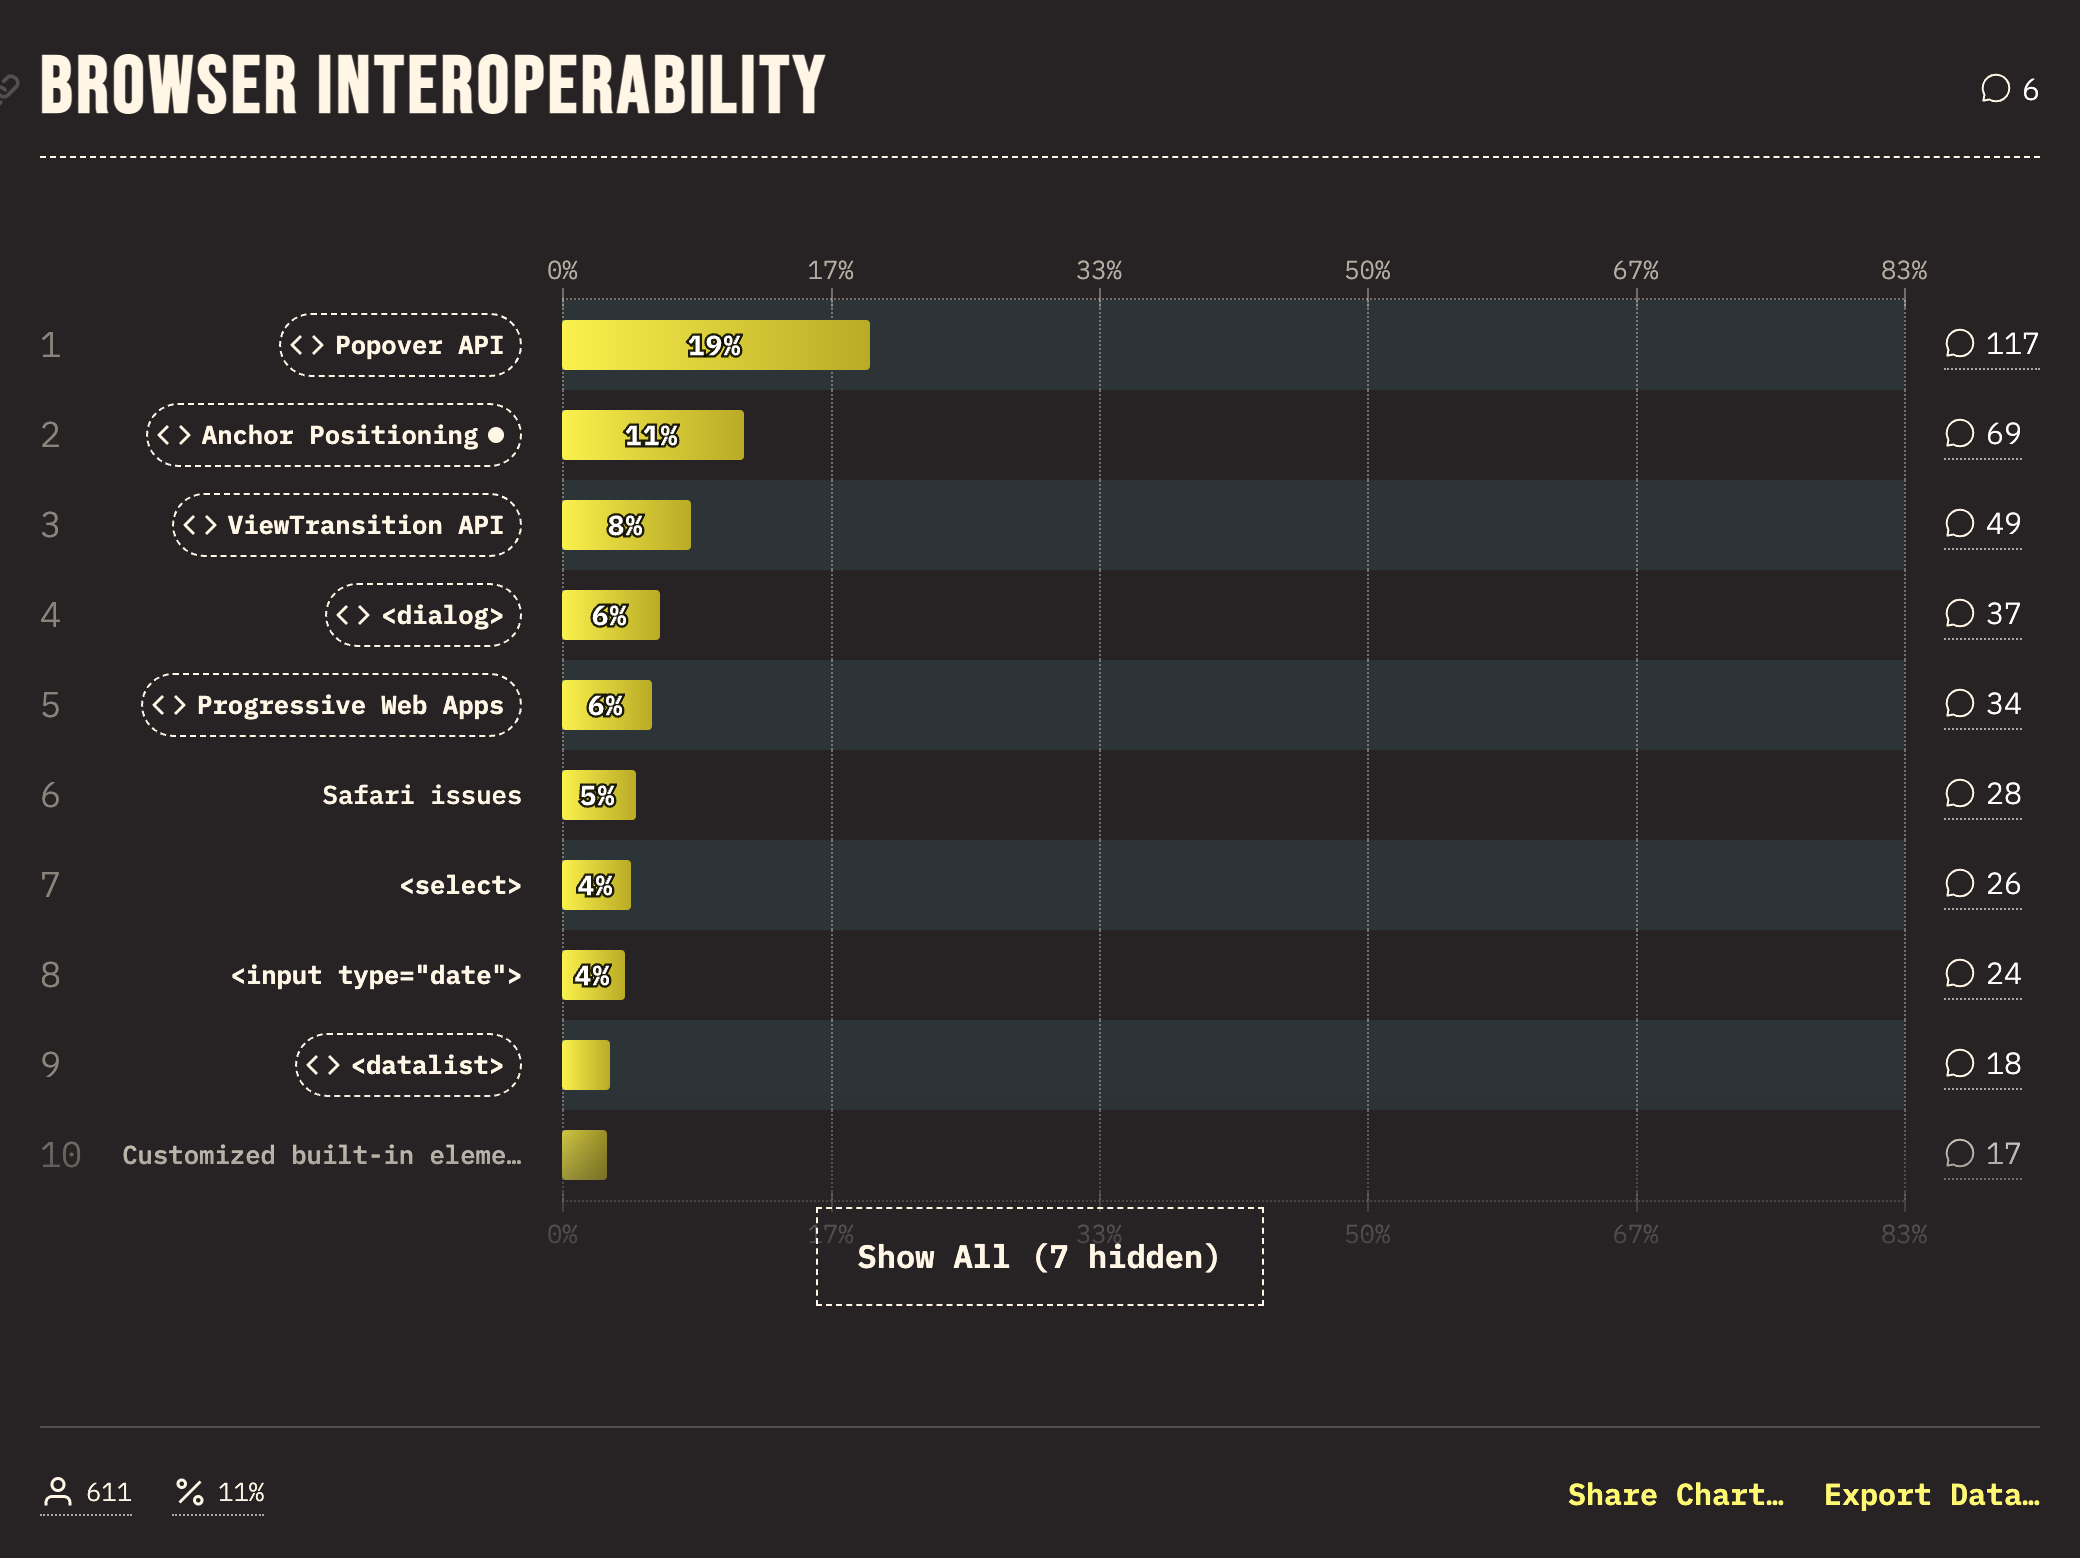 BROWSER INTEROPERABILITY 6
0% 17% 33% 50% 67% 83%
1 <> Popover API 19% 117
2 <> Anchor Positioning 11% 69
3 <> ViewTransition API 8% 49
4 <> <dialog> 6% 37
5 <> Progressive Web Apps 6% 34
6 Safari issues 5% 28
7 <select> 4% 26
8 <input type="date"> 4% 24
9 <> <datalist> 18
10 Customized built-in eleme… 17
0% 17% 33% 50% 67% 83%
Show All (7 hidden)
611 % 11% Share Chart… Export Data…